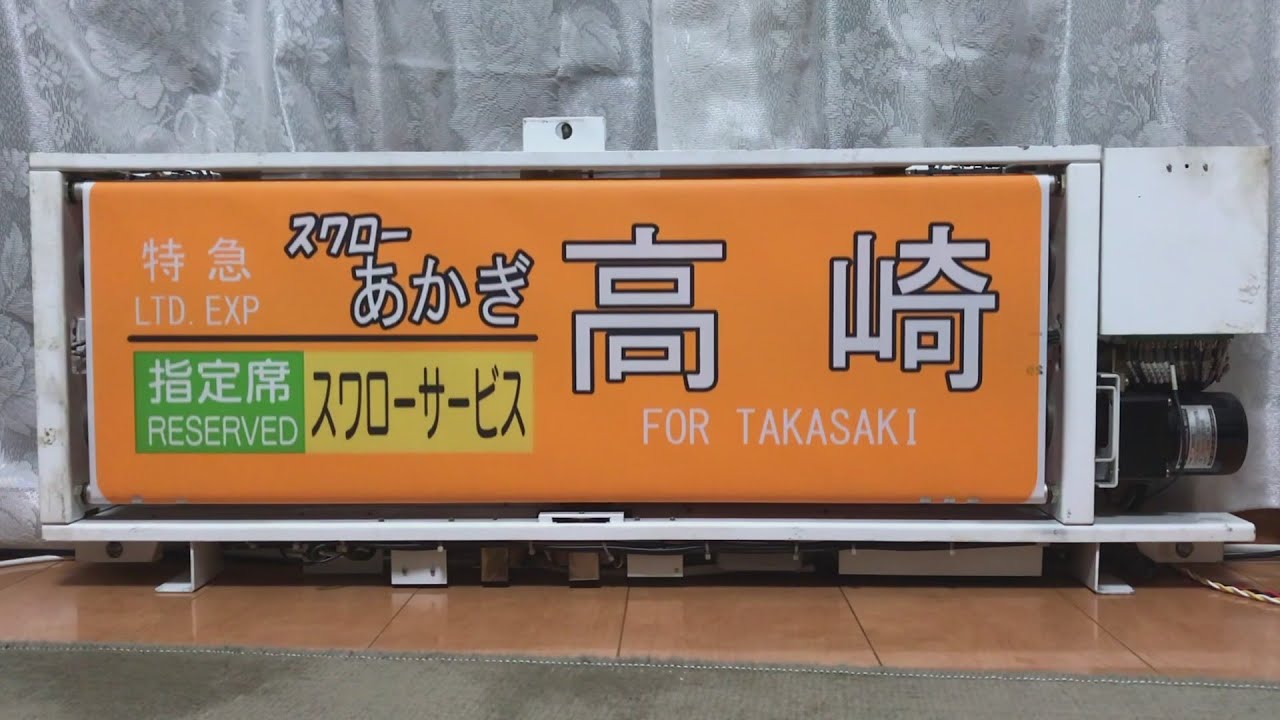 特急
LTD. EXP
スワロー
あかぎ
指定席
RESERVED
スワローサービス
高崎
FOR TAKASAKI